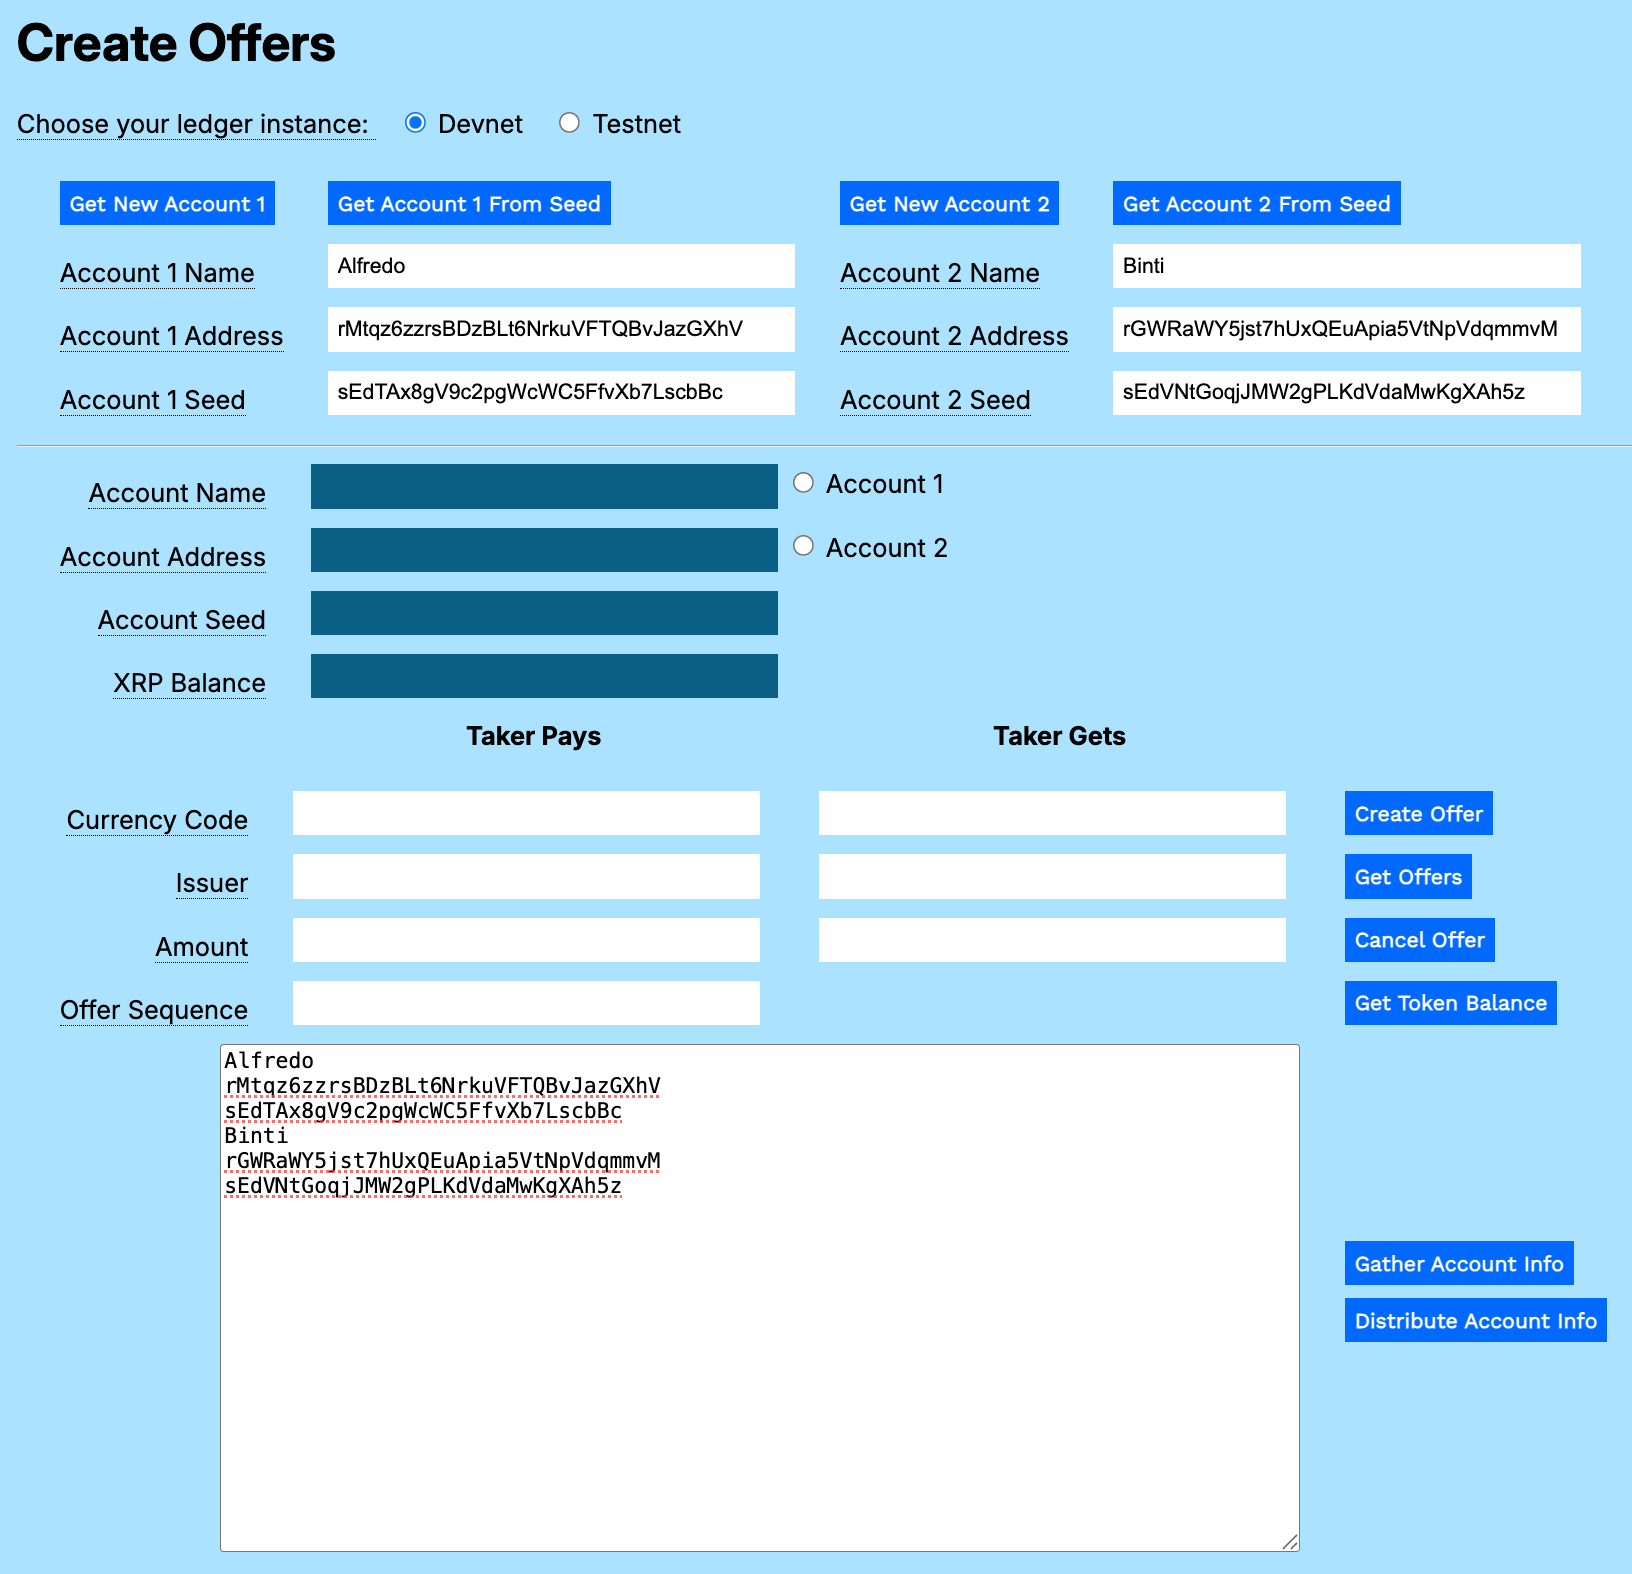 Create Offers
Choose your ledger instance: Devnet Testnet
Get New Account 1 Get Account 1 From Seed Get New Account 2 Get Account 2 From Seed
Account 1 Name Alfredo Account 2 Name Binti
Account 1 Address rMtqz6zzrsBDzBLt6NrkuVFTQBvJazGXhV Account 2 Address rGWRaWY5jst7hUxQEuApia5VtNpVdqmmvM
Account 1 Seed sEdTAx8gV9c2pgWcWC5FfvXb7LscbBc Account 2 Seed sEdVNtGoqjJMW2gPLKdVdaMwKgXAh5z
Account Name Account 1
Account Address Account 2
Account Seed
XRP Balance
Taker Pays Taker Gets
Currency Code Create Offer
Issuer Get Offers
Amount Cancel Offer
Offer Sequence Get Token Balance
Alfredo
rMtqz6zzrsBDzBLt6NrkuVFTQBvJazGXhV
sEdTAx8gV9c2pgWcWC5FfvXb7LscbBc
Binti
rGWRaWY5jst7hUxQEuApia5VtNpVdqmmvM
sEdVNtGoqjJMW2gPLKdVdaMwKgXAh5z
Gather Account Info
Distribute Account Info